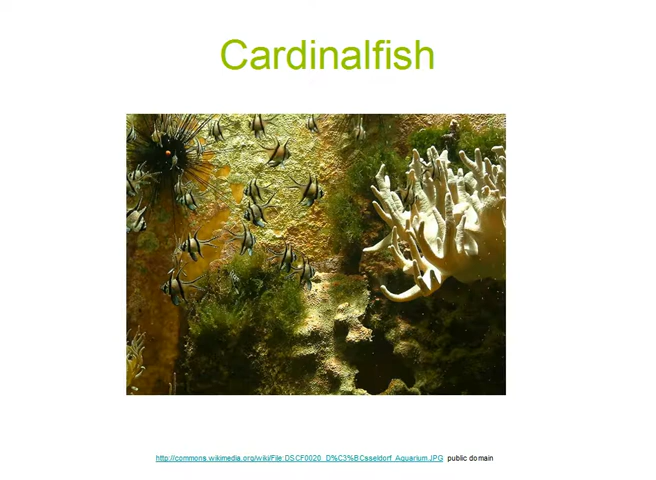 Cardinalfish
http://commons.wikimedia.org/wiki/File:DSCF0020_D%C3%BCsseldorf_Aquarium.JPG public domain